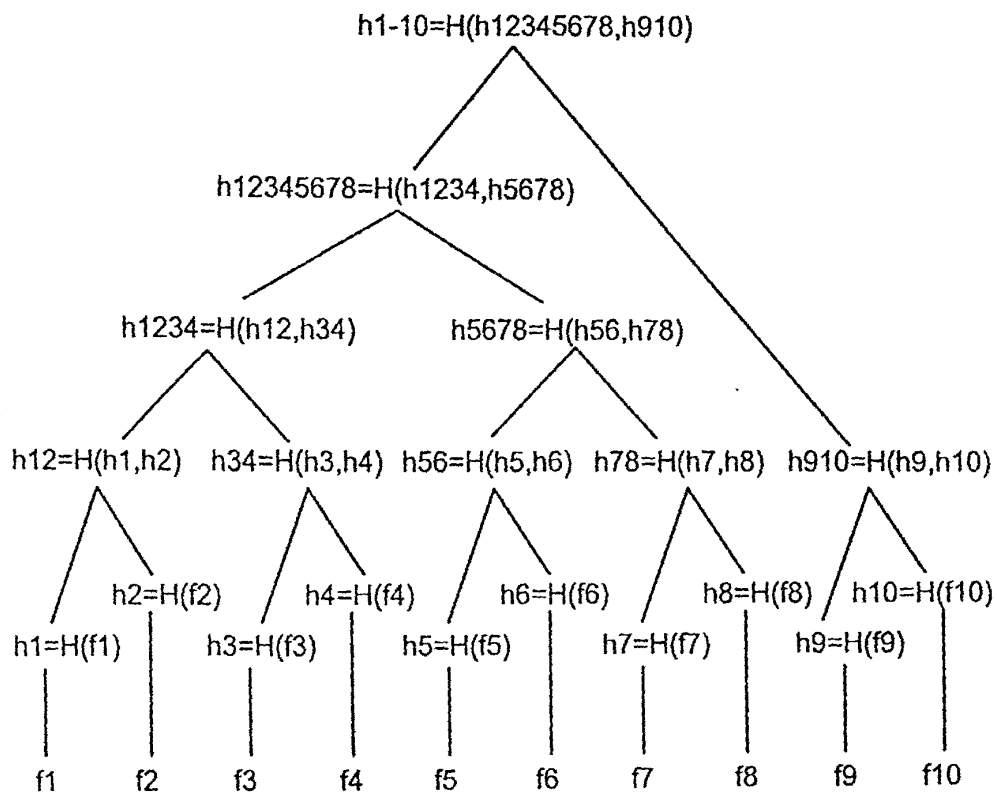 h1-10=H(h12345678,h910)
h12345678=H(h1234,h5678)
h1234=H(h12,h34) h5678=H(h56,h78)
h12=H(h1,h2) h34=H(h3,h4) h56=H(h5,h6) h78=H(h7,h8) h910=H(h9,h10)
h2=H(f2) h4=H(f4) h6=H(f6) h8=H(f8) h10=H(f10)
h1=H(f1) h3=H(f3) h5=H(f5) h7=H(f7) h9=H(f9)
f1 f2 f3 f4 f5 f6 f7 f8 f9 f10